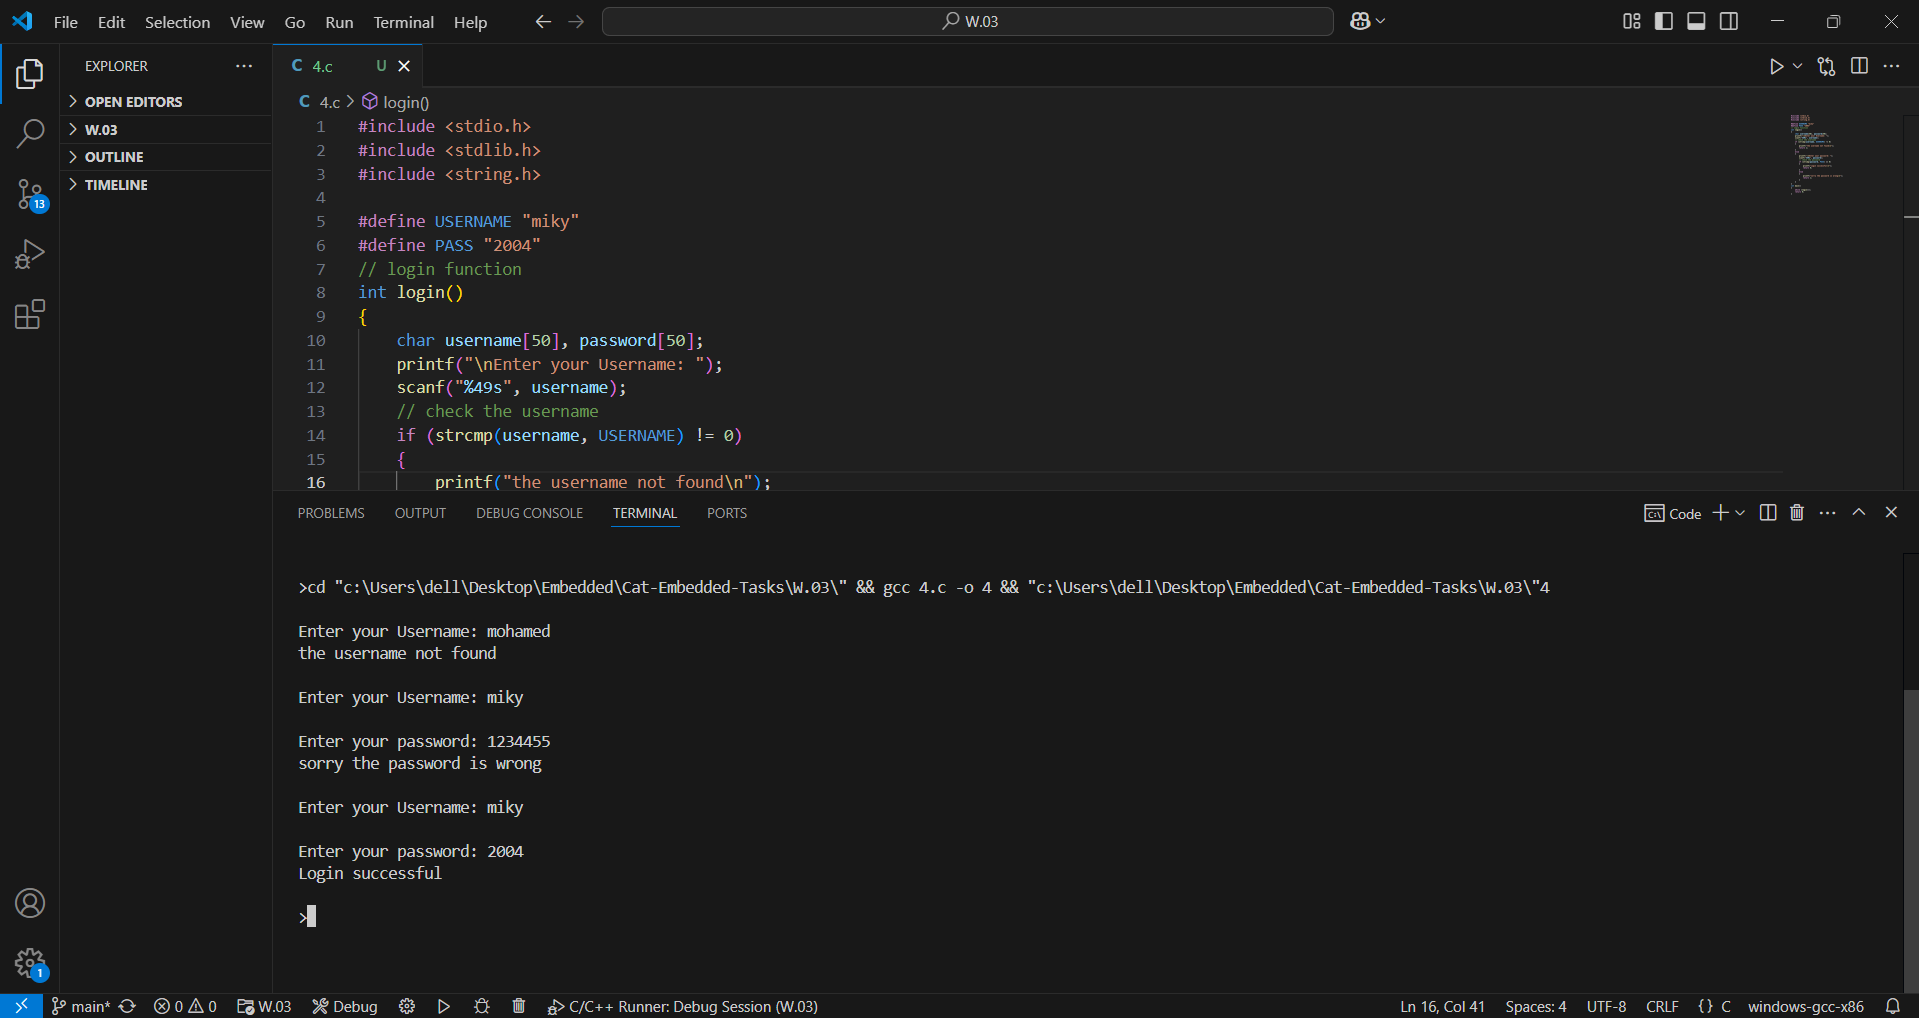 File Edit Selection View Go Run Terminal Help W.03
EXPLORER
OPEN EDITORS
W.03
OUTLINE
TIMELINE
13
1
C 4.c U
C 4.c > login()
1 #include <stdio.h>
2 #include <stdlib.h>
3 #include <string.h>
4
5 #define USERNAME "miky"
6 #define PASS "2004"
7 // login function
8 int login()
9 {
10 char username[50], password[50];
11 printf("\nEnter your Username: ");
12 scanf("%49s", username);
13 // check the username
14 if (strcmp(username, USERNAME) != 0)
15 {
16 printf("the username not found\n");
PROBLEMS OUTPUT DEBUG CONSOLE TERMINAL PORTS Code
>cd "c:\Users\dell\Desktop\Embedded\Cat-Embedded-Tasks\W.03\" && gcc 4.c -o 4 && "c:\Users\dell\Desktop\Embedded\Cat-Embedded-Tasks\W.03\"4
Enter your Username: mohamed
the username not found
Enter your Username: miky
Enter your password: 1234455
sorry the password is wrong
Enter your Username: miky
Enter your password: 2004
Login successful
>
main* 0 0 W.03 Debug C/C++ Runner: Debug Session (W.03) Ln 16, Col 41 Spaces: 4 UTF-8 CRLF {} C windows-gcc-x86